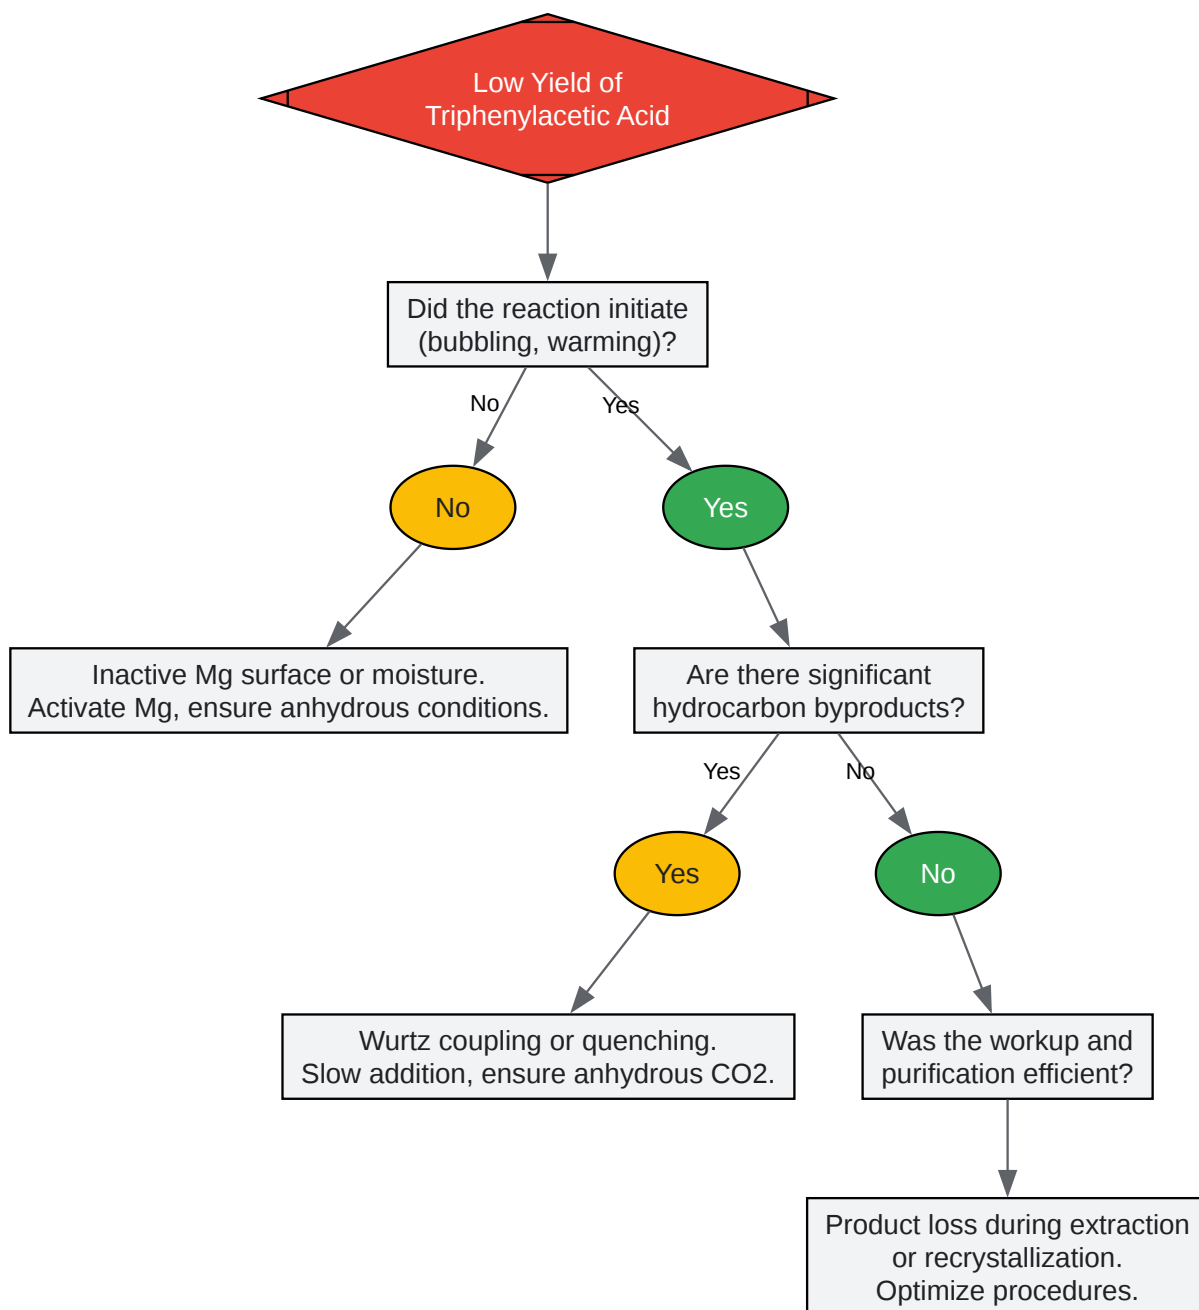 Low Yield of
Triphenylacetic Acid
Did the reaction initiate
(bubbling, warming)?
No
Yes
No
Yes
Inactive Mg surface or moisture.
Activate Mg, ensure anhydrous conditions.
Are there significant
hydrocarbon byproducts?
Yes
No
Yes
No
Wurtz coupling or quenching.
Slow addition, ensure anhydrous CO2.
Was the workup and
purification efficient?
Product loss during extraction
or recrystallization.
Optimize procedures.